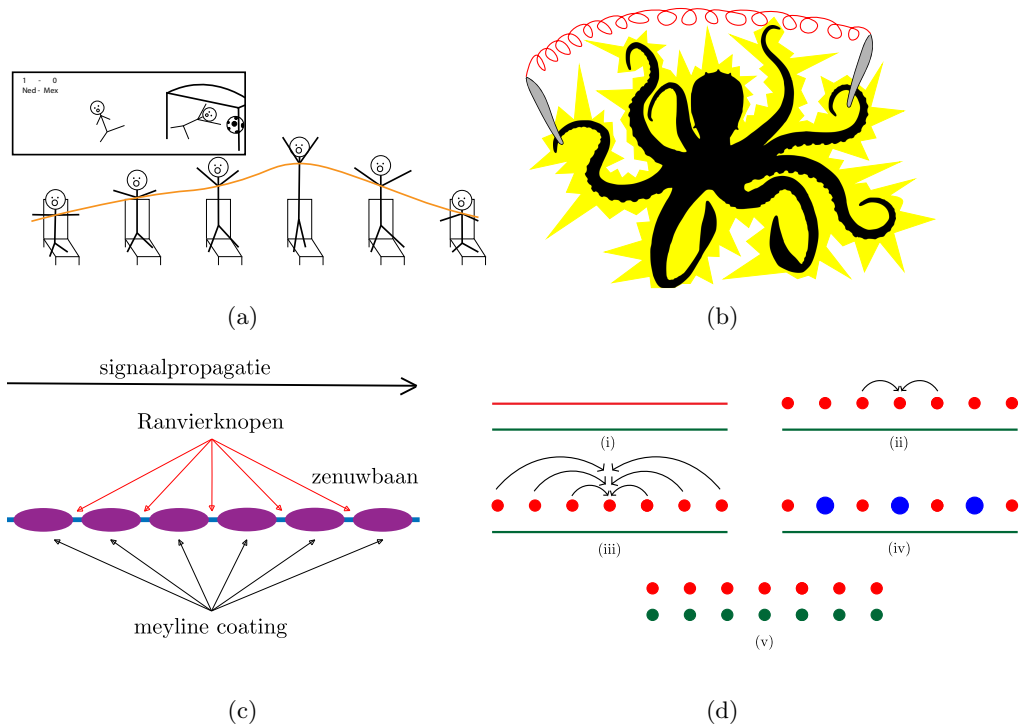 1 - 0
Ned - Mex
(a)
(b)
signaalpropagatie
Ranvierknopen
zenuwbaan
meyline coating
(c)
(i)
(ii)
(iii)
(iv)
(v)
(d)